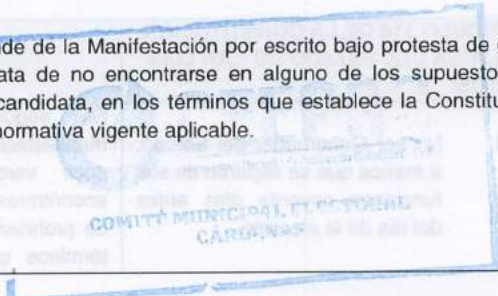 de de la Manifestación por escrito bajo protesta de
ata de no encontrarse en alguno de los supuesto
candidata, en los términos que establece la Constitu
normativa vigente aplicable.
COMITÉ MUNICIPAL ELECTORAL
CÁRDENAS